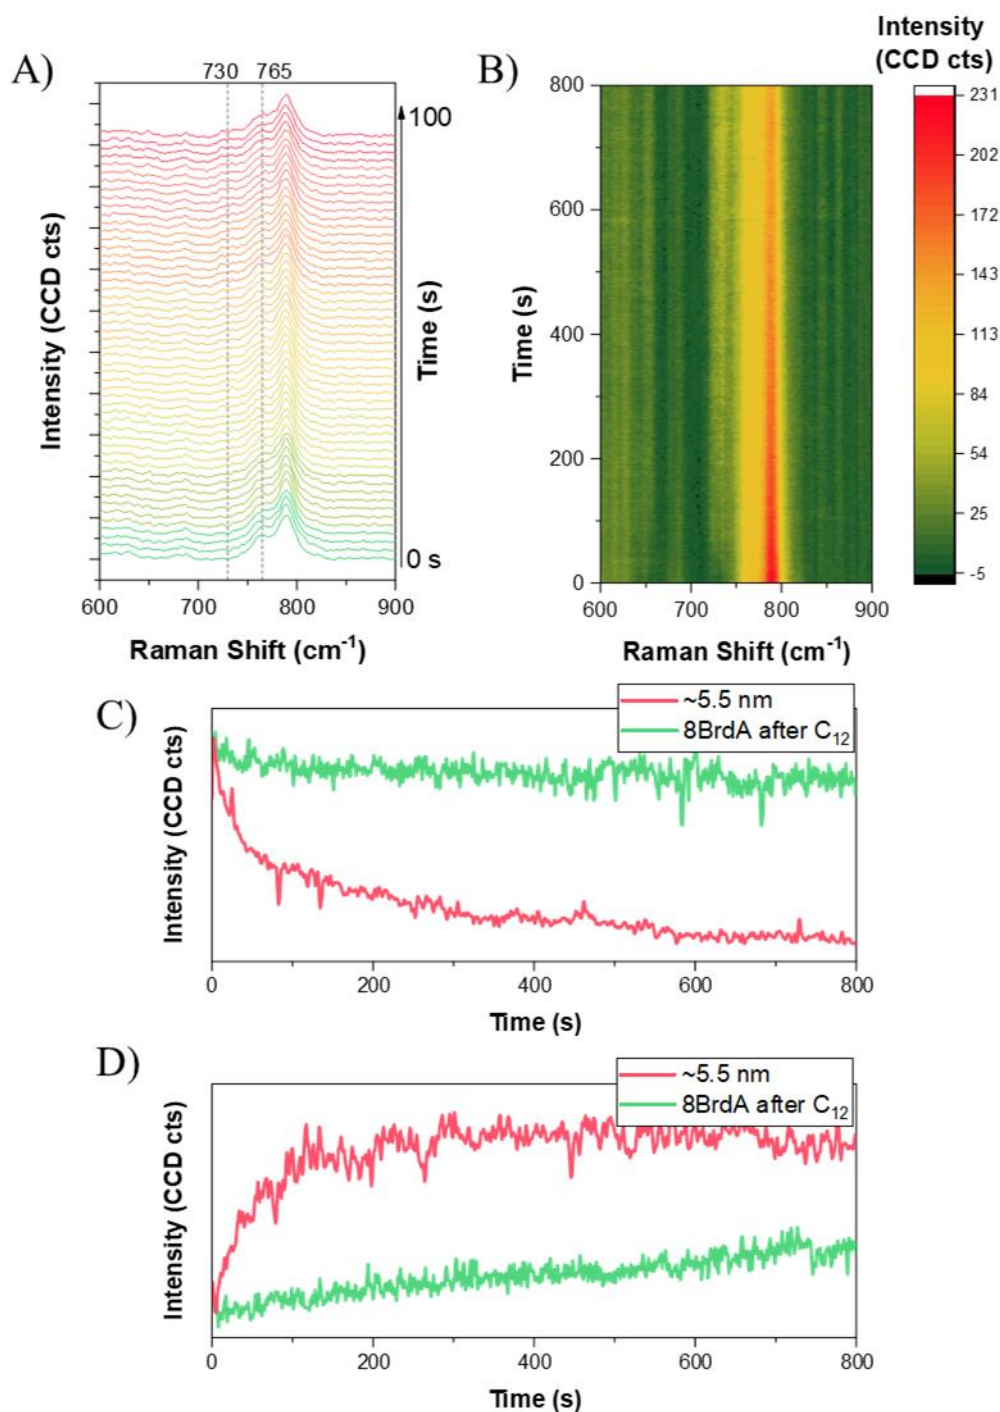 Intensity
(CCD cts)
A)
730
765
B)
100
0 s
Time (s)
Intensity (CCD cts)
600
700
800
900
Raman Shift (cm⁻¹)
800
600
400
200
0
Time (s)
600
700
800
900
Raman Shift (cm⁻¹)
231
202
172
143
113
84
54
25
-5
C)
~5.5 nm
8BrdA after C₁₂
Intensity (CCD cts)
0
200
400
600
800
Time (s)
D)
~5.5 nm
8BrdA after C₁₂
Intensity (CCD cts)
0
200
400
600
800
Time (s)